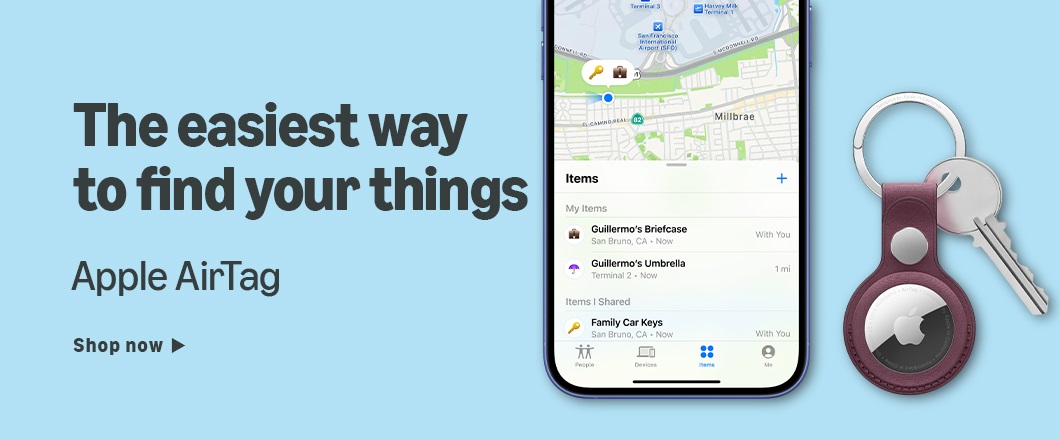 The easiest way
to find your things
Apple AirTag
Shop now
Terminal 3
Harvey Milk
Terminal 1
San Francisco
International
Airport (SFO)
S MCDONNELL RD
EL CAMINO REAL
82
Millbrae
Items
+
My Items
Guillermo's Briefcase
San Bruno, CA • Now
With You
Guillermo's Umbrella
Terminal 2 • Now
1 mi
Items I Shared
Family Car Keys
San Bruno, CA • Now
With You
People
Devices
Items
Me